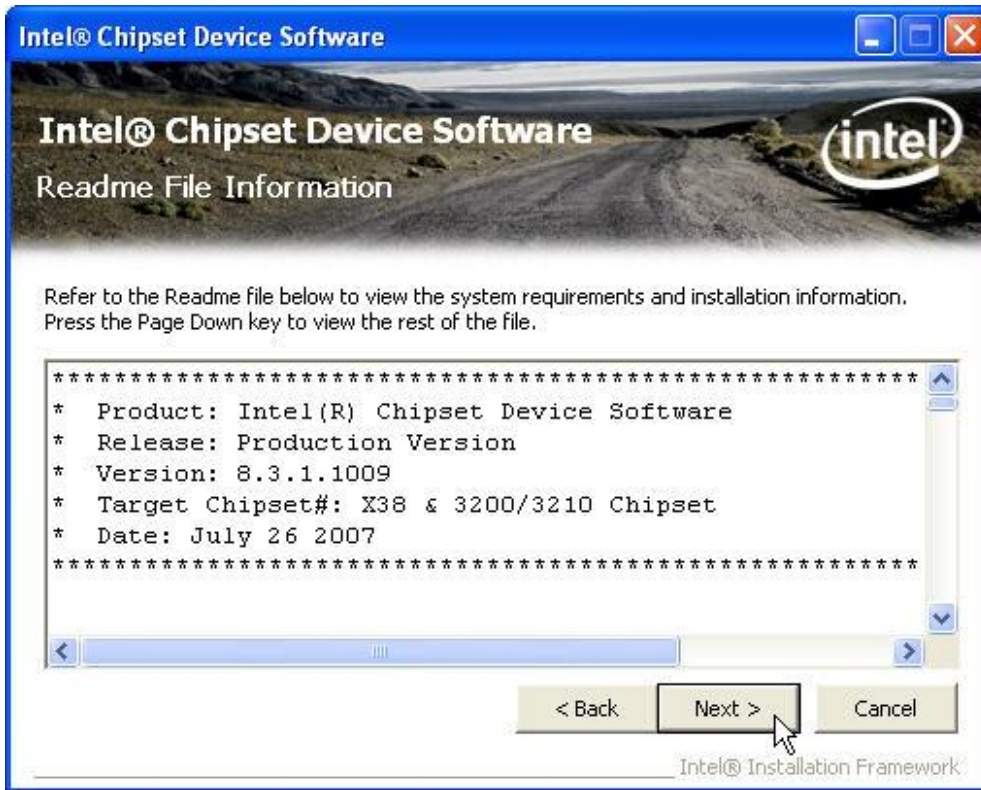 Intel® Chipset Device Software
Intel® Chipset Device Software
intel
Readme File Information
Refer to the Readme file below to view the system requirements and installation information.
Press the Page Down key to view the rest of the file.
********************************************************
* Product: Intel(R) Chipset Device Software
* Release: Production Version
* Version: 8.3.1.1009
* Target Chipset#: X38 & 3200/3210 Chipset
* Date: July 26 2007
********************************************************
< Back Next > Cancel
Intel® Installation Framework